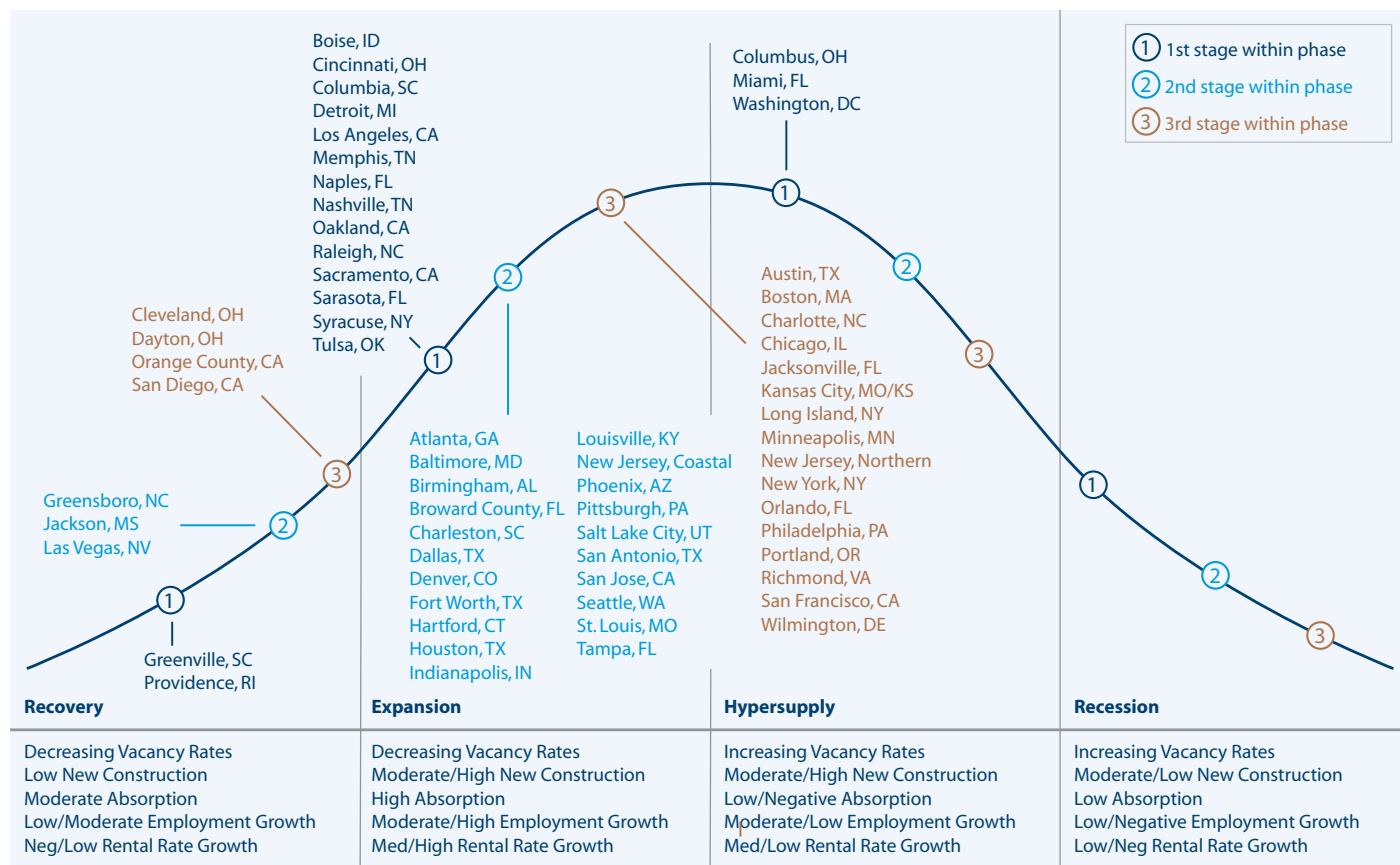 Boise, ID
Cincinnati, OH
Columbia, SC
Detroit, MI
Los Angeles, CA
Memphis, TN
Naples, FL
Nashville, TN
Oakland, CA
Raleigh, NC
Sacramento, CA
Sarasota, FL
Syracuse, NY
Tulsa, OK
Columbus, OH
Miami, FL
Washington, DC
1 1st stage within phase
2 2nd stage within phase
3 3rd stage within phase
1
3
2
2
3
1
Cleveland, OH
Dayton, OH
Orange County, CA
San Diego, CA
3
Austin, TX
Boston, MA
Charlotte, NC
Chicago, IL
Jacksonville, FL
Kansas City, MO/KS
Long Island, NY
Minneapolis, MN
New Jersey, Northern
New York, NY
Orlando, FL
Philadelphia, PA
Portland, OR
Richmond, VA
San Francisco, CA
Wilmington, DE
Atlanta, GA
Baltimore, MD
Birmingham, AL
Broward County, FL
Charleston, SC
Dallas, TX
Denver, CO
Fort Worth, TX
Hartford, CT
Houston, TX
Indianapolis, IN
Louisville, KY
New Jersey, Coastal
Phoenix, AZ
Pittsburgh, PA
Salt Lake City, UT
San Antonio, TX
San Jose, CA
Seattle, WA
St. Louis, MO
Tampa, FL
Greensboro, NC
Jackson, MS
Las Vegas, NV
2
1
Greenville, SC
Providence, RI
1
2
3
Recovery
Decreasing Vacancy Rates
Low New Construction
Moderate Absorption
Low/Moderate Employment Growth
Neg/Low Rental Rate Growth
Expansion
Decreasing Vacancy Rates
Moderate/High New Construction
High Absorption
Moderate/High Employment Growth
Med/High Rental Rate Growth
Hypersupply
Increasing Vacancy Rates
Moderate/High New Construction
Low/Negative Absorption
Moderate/Low Employment Growth
Med/Low Rental Rate Growth
Recession
Increasing Vacancy Rates
Moderate/Low New Construction
Low Absorption
Low/Negative Employment Growth
Low/Neg Rental Rate Growth